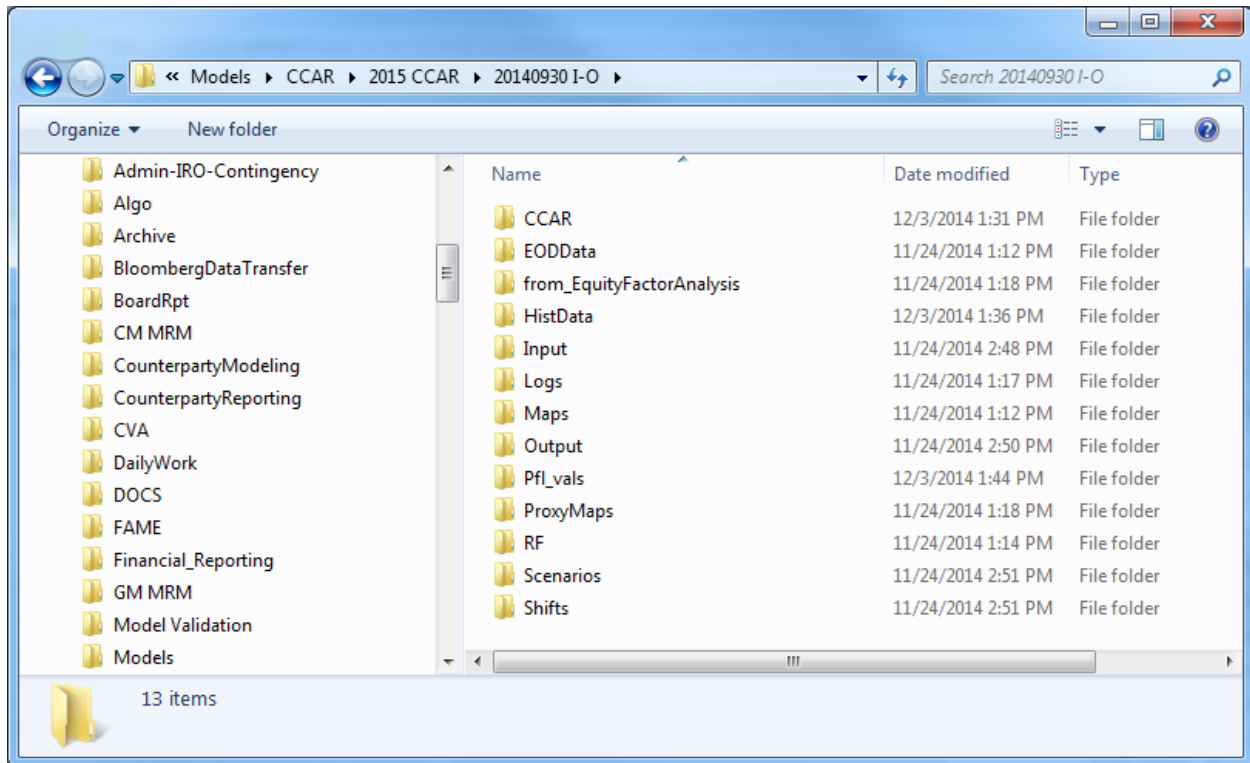 « Models ▸ CCAR ▸ 2015 CCAR ▸ 20140930 I-O ▸ Search 20140930 I-O
Organize ▾ New folder
Admin-IRO-Contingency
Algo
Archive
BloombergDataTransfer
BoardRpt
CM MRM
CounterpartyModeling
CounterpartyReporting
CVA
DailyWork
DOCS
FAME
Financial_Reporting
GM MRM
Model Validation
Models
Name Date modified Type
CCAR 12/3/2014 1:31 PM File folder
EODData 11/24/2014 1:12 PM File folder
from_EquityFactorAnalysis 11/24/2014 1:18 PM File folder
HistData 12/3/2014 1:36 PM File folder
Input 11/24/2014 2:48 PM File folder
Logs 11/24/2014 1:17 PM File folder
Maps 11/24/2014 1:12 PM File folder
Output 11/24/2014 2:50 PM File folder
Pfl_vals 12/3/2014 1:44 PM File folder
ProxyMaps 11/24/2014 1:18 PM File folder
RF 11/24/2014 1:14 PM File folder
Scenarios 11/24/2014 2:51 PM File folder
Shifts 11/24/2014 2:51 PM File folder
13 items